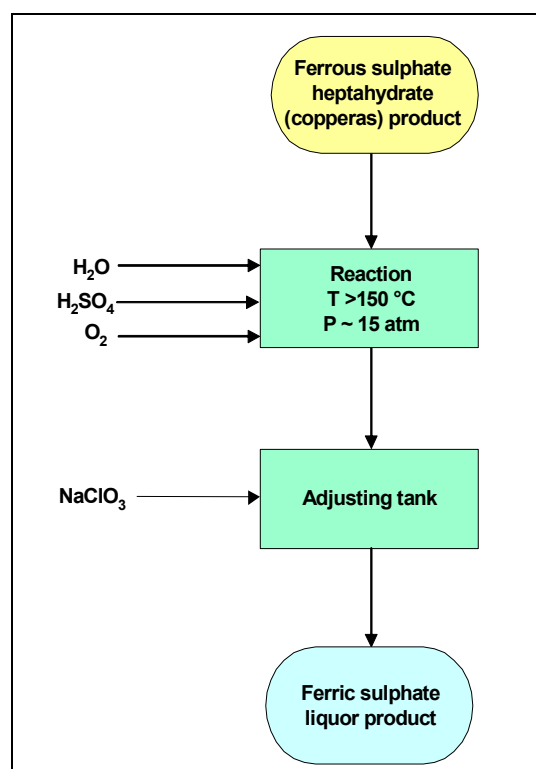 Ferrous sulphate
heptahydrate
(copperas) product
H₂O
H₂SO₄
O₂
Reaction
T >150 °C
P ~ 15 atm
NaClO₃
Adjusting tank
Ferric sulphate
liquor product